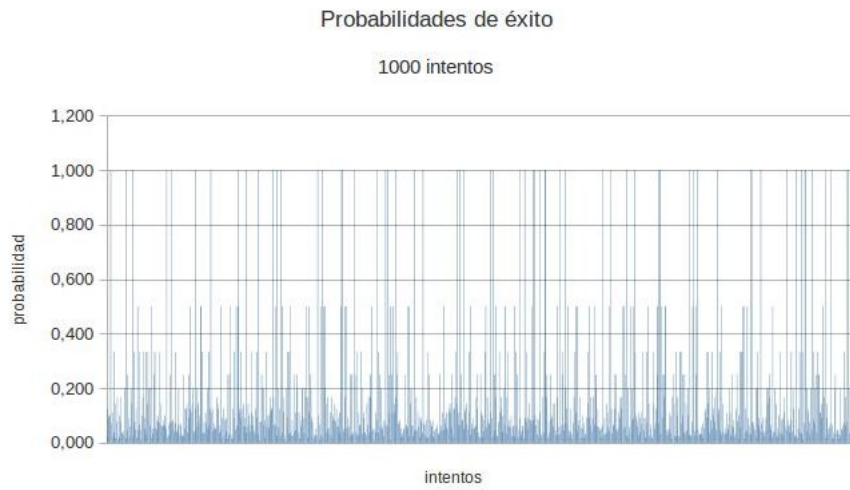 Probabilidades de éxito
1000 intentos
1,200
1,000
0,800
0,600
0,400
0,200
0,000
probabilidad
intentos